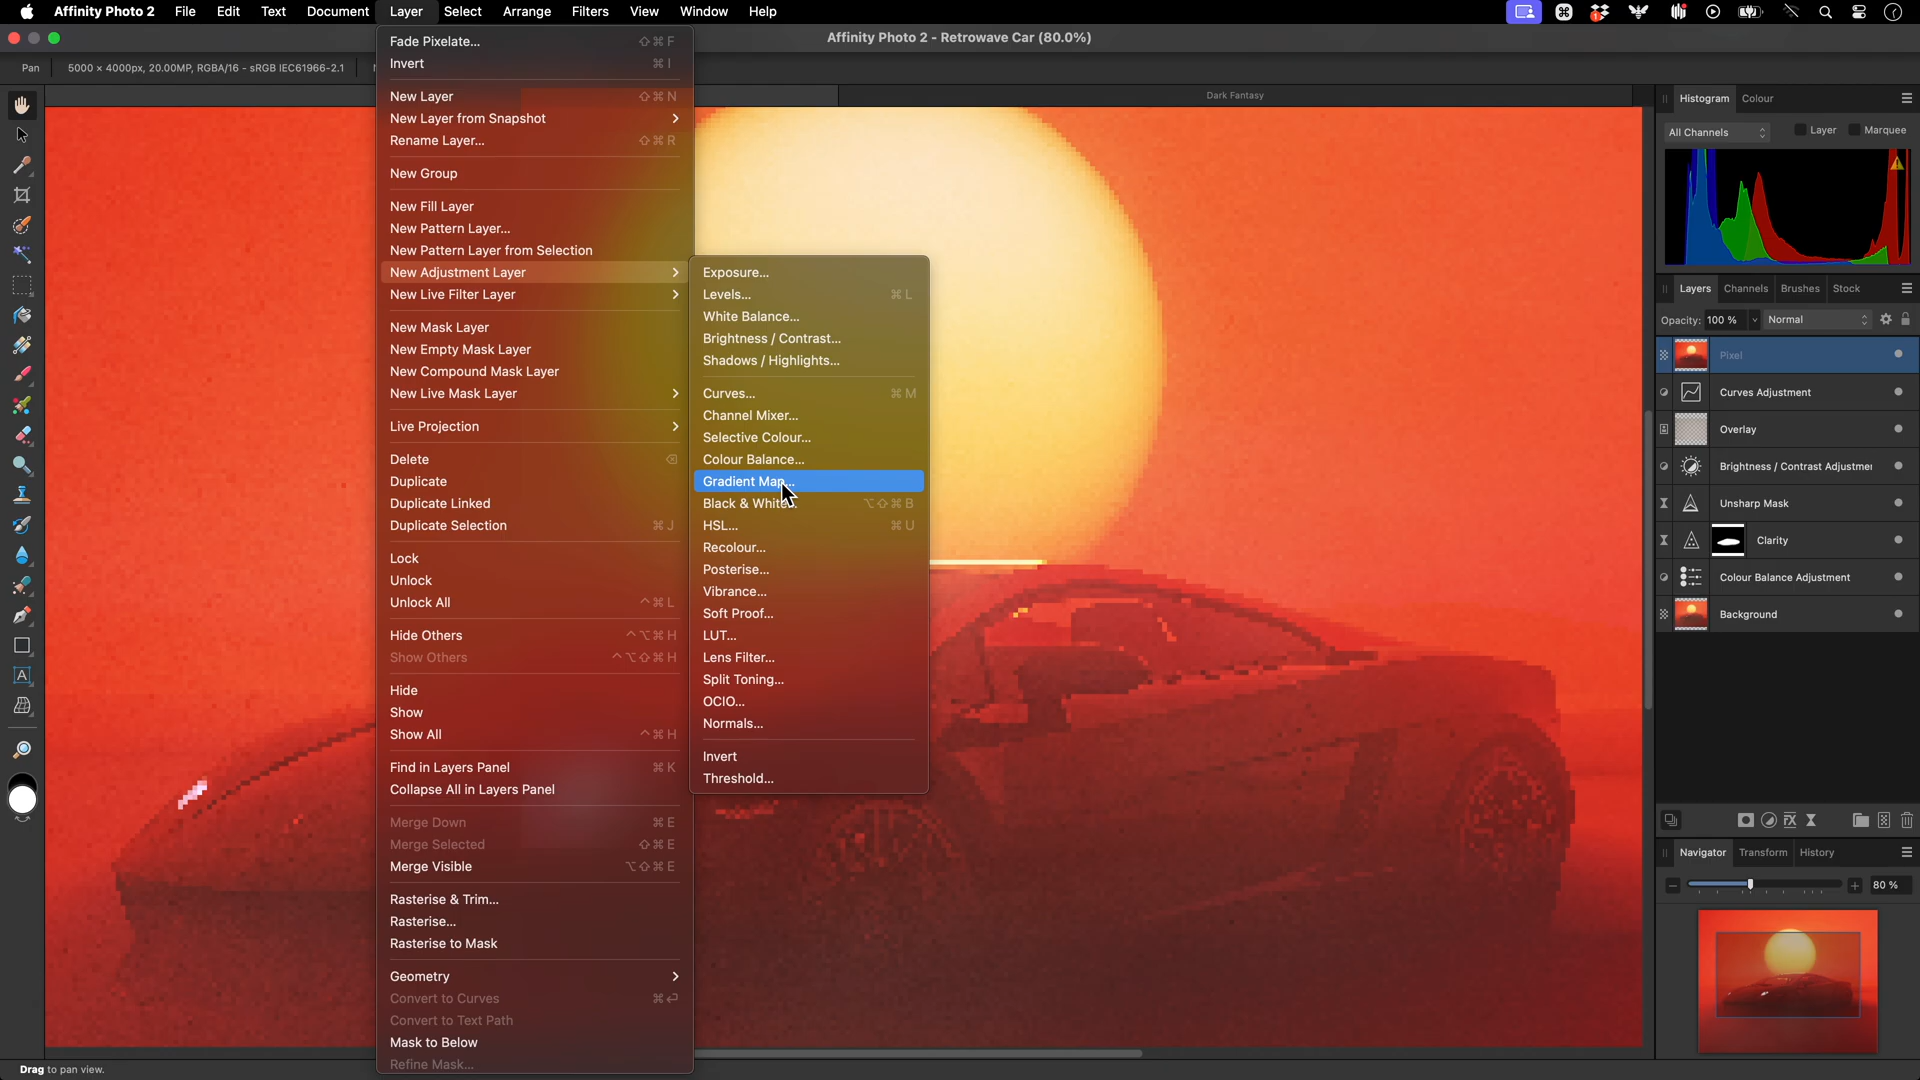 Affinity Photo 2 File Edit Text Document Layer Select Arrange Filters View Window Help
Affinity Photo 2 - Retrowave Car (80.0%)
Pan 5000 × 4000px, 20.00MP, RGBA/16 - sRGB IEC61966-2.1
Dark Fantasy
Fade Pixelate... ⇧⌘F
Invert ⌘I
New Layer ⇧⌘N
New Layer from Snapshot
Rename Layer... ⇧⌘R
New Group
New Fill Layer
New Pattern Layer...
New Pattern Layer from Selection
New Adjustment Layer
New Live Filter Layer
New Mask Layer
New Empty Mask Layer
New Compound Mask Layer
New Live Mask Layer
Live Projection
Delete ⌫
Duplicate
Duplicate Linked
Duplicate Selection ⌘J
Lock
Unlock
Unlock All ^⌘L
Hide Others ^⌥⌘H
Show Others ^⌥⇧⌘H
Hide
Show
Show All ^⌘H
Find in Layers Panel ⌘K
Collapse All in Layers Panel
Merge Down ⌘E
Merge Selected ⇧⌘E
Merge Visible ⌥⇧⌘E
Rasterise & Trim...
Rasterise...
Rasterise to Mask
Geometry
Convert to Curves ⌘⏎
Convert to Text Path
Mask to Below
Refine Mask...
Exposure...
Levels... ⌘L
White Balance...
Brightness / Contrast...
Shadows / Highlights...
Curves... ⌘M
Channel Mixer...
Selective Colour...
Colour Balance...
Gradient Map...
Black & White... ⌥⇧⌘B
HSL... ⌘U
Recolour...
Posterise...
Vibrance...
Soft Proof...
LUT...
Lens Filter...
Split Toning...
OCIO...
Normals...
Invert
Threshold...
Histogram Colour
All Channels Layer Marquee
Layers Channels Brushes Stock
Opacity: 100 % Normal
Pixel
Curves Adjustment
Overlay
Brightness / Contrast Adjustme
Unsharp Mask
Clarity
Colour Balance Adjustment
Background
Navigator Transform History
80 %
Drag to pan view.